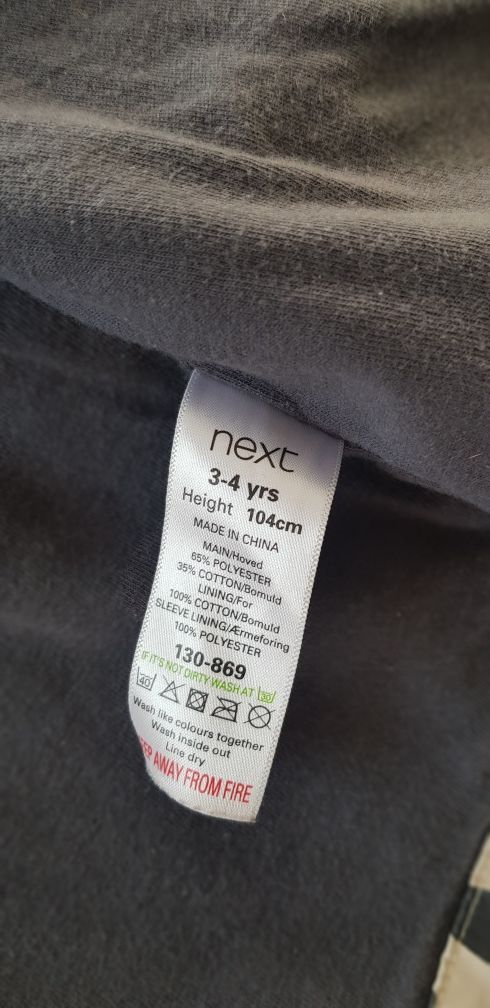 next
3-4 yrs
Height 104cm
MADE IN CHINA
MAIN/Hoved
65% POLYESTER
35% COTTON/Bomuld
LINING/For
100% COTTON/Bomuld
SLEEVE LINING/Ærmeforing
100% POLYESTER
130-869
IF IT'S NOT DIRTY WASH AT 30
40
Wash like colours together
Wash inside out
Line dry
AWAY FROM FIRE